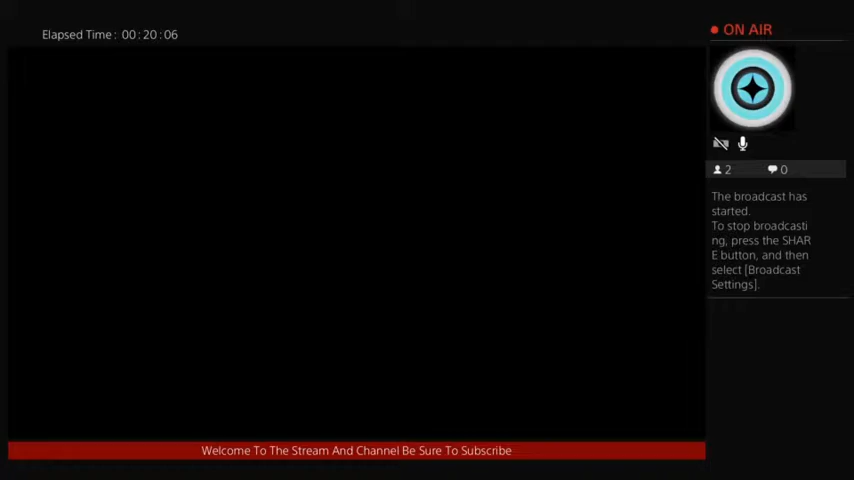 Elapsed Time : 00:20:06
ON AIR
2 0
The broadcast has
started.
To stop broadcasti
ng, press the SHAR
E button, and then
select [Broadcast
Settings].
Welcome To The Stream And Channel Be Sure To Subscribe